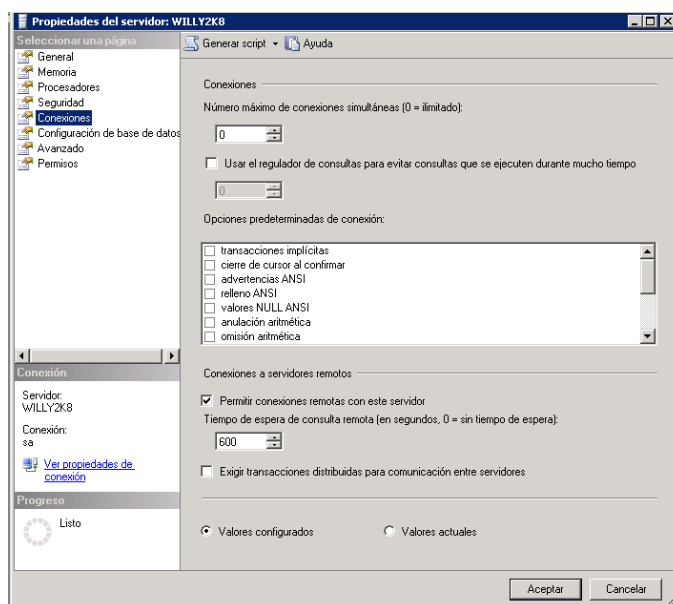 Propiedades del servidor: WILLY2K8
Seleccionar una página
General
Memoria
Procesadores
Seguridad
Conexiones
Configuración de base de datos
Avanzado
Permisos
Generar script
Ayuda
Conexiones
Número máximo de conexiones simultáneas (0 = ilimitado):
0
Usar el regulador de consultas para evitar consultas que se ejecuten durante mucho tiempo
0
Opciones predeterminadas de conexión:
transacciones implícitas
cierre de cursor al confirmar
advertencias ANSI
relleno ANSI
valores NULL ANSI
anulación aritmética
omisión aritmética
Conexión
Servidor:
WILLY2K8
Conexión:
sa
Ver propiedades de
conexión
Progreso
Listo
Conexiones a servidores remotos
Permitir conexiones remotas con este servidor
Tiempo de espera de consulta remota (en segundos, 0 = sin tiempo de espera):
600
Exigir transacciones distribuidas para comunicación entre servidores
Valores configurados
Valores actuales
Aceptar
Cancelar